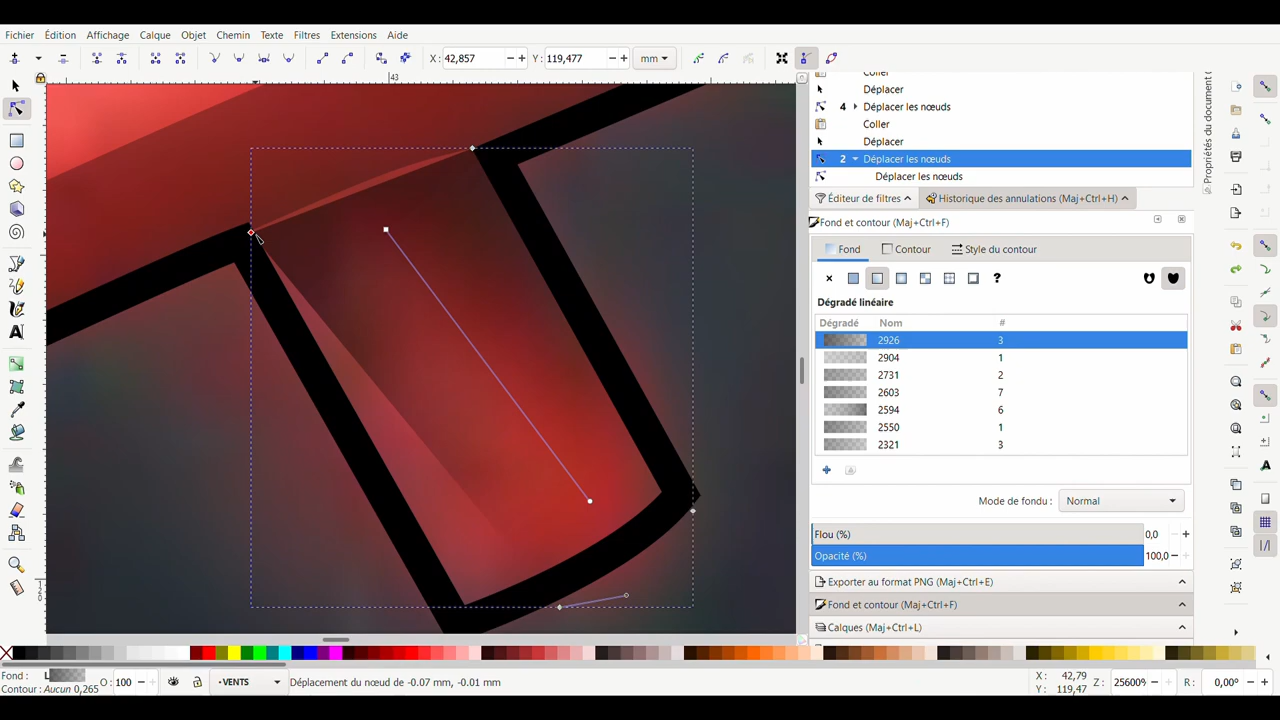 Fichier Édition Affichage Calque Objet Chemin Texte Filtres Extensions Aide
X : 42,857 Y : 119,477 mm
43
Coller
Déplacer
4 Déplacer les nœuds
Coller
Déplacer
2 Déplacer les nœuds
Déplacer les nœuds
Éditeur de filtres Historique des annulations (Maj+Ctrl+H)
Fond et contour (Maj+Ctrl+F)
Fond Contour Style du contour
?
Dégradé linéaire
Dégradé Nom #
2926 3
2904 1
2731 2
2603 7
2594 6
2550 1
2321 3
Mode de fondu : Normal
Flou (%) 0,0
Opacité (%) 100,0
Exporter au format PNG (Maj+Ctrl+E)
Fond et contour (Maj+Ctrl+F)
Calques (Maj+Ctrl+L)
Propriétés du document (
120
Fond : L
Contour : Aucun 0,265
O : 100
•VENTS
Déplacement du nœud de -0.07 mm, -0.01 mm
X : 42,79
Y : 119,47
Z : 25600%
R : 0,00°